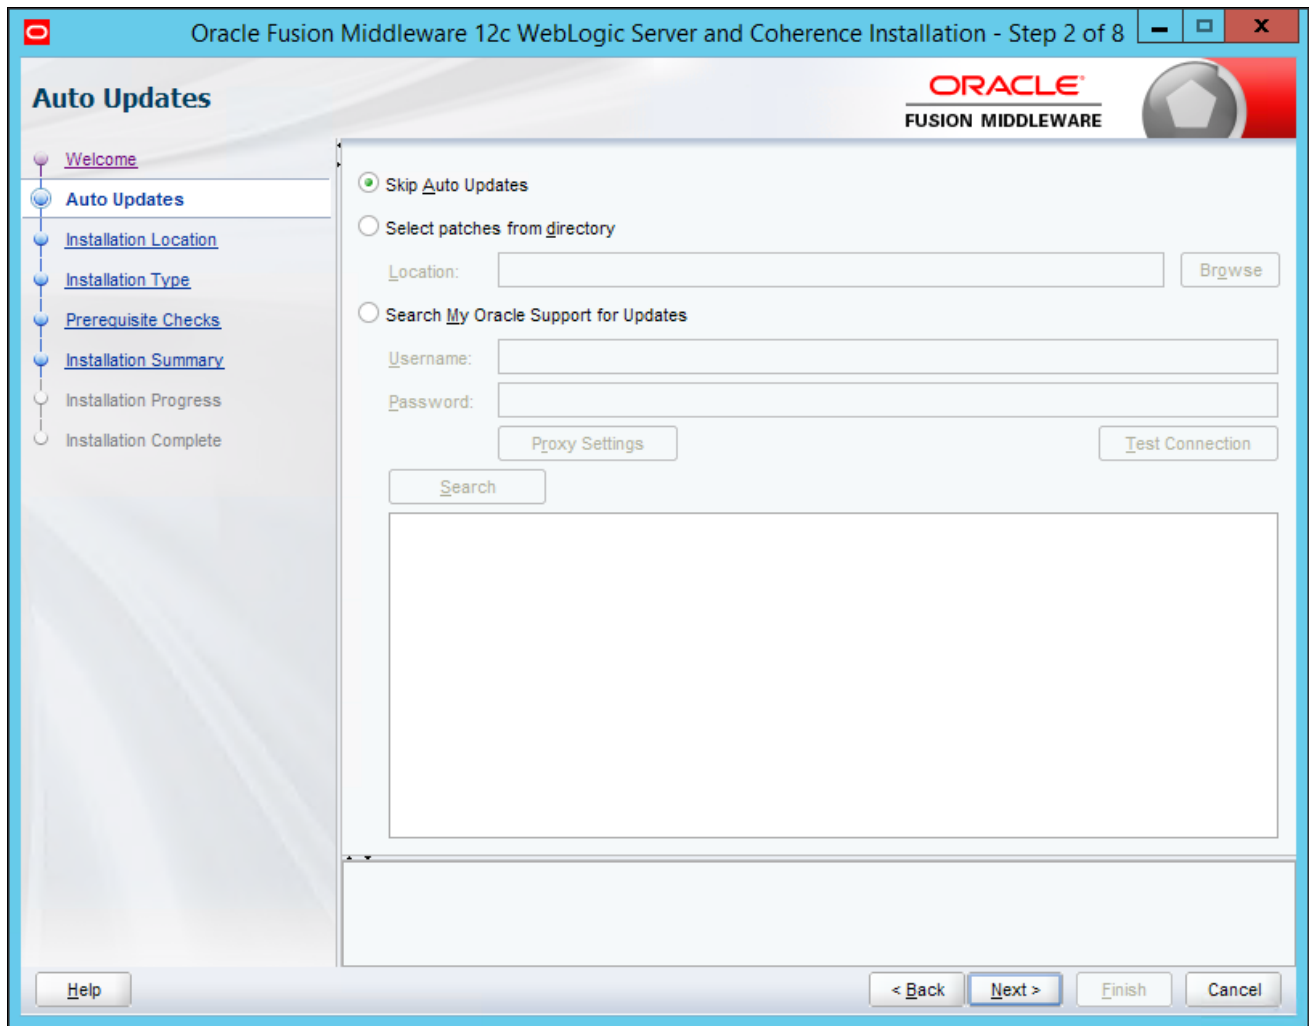 Oracle Fusion Middleware 12c WebLogic Server and Coherence Installation - Step 2 of 8
Auto Updates
ORACLE
FUSION MIDDLEWARE
Welcome
Auto Updates
Installation Location
Installation Type
Prerequisite Checks
Installation Summary
Installation Progress
Installation Complete
Skip Auto Updates
Select patches from directory
Location:
Browse
Search My Oracle Support for Updates
Username:
Password:
Proxy Settings
Test Connection
Search
Help
< Back
Next >
Finish
Cancel